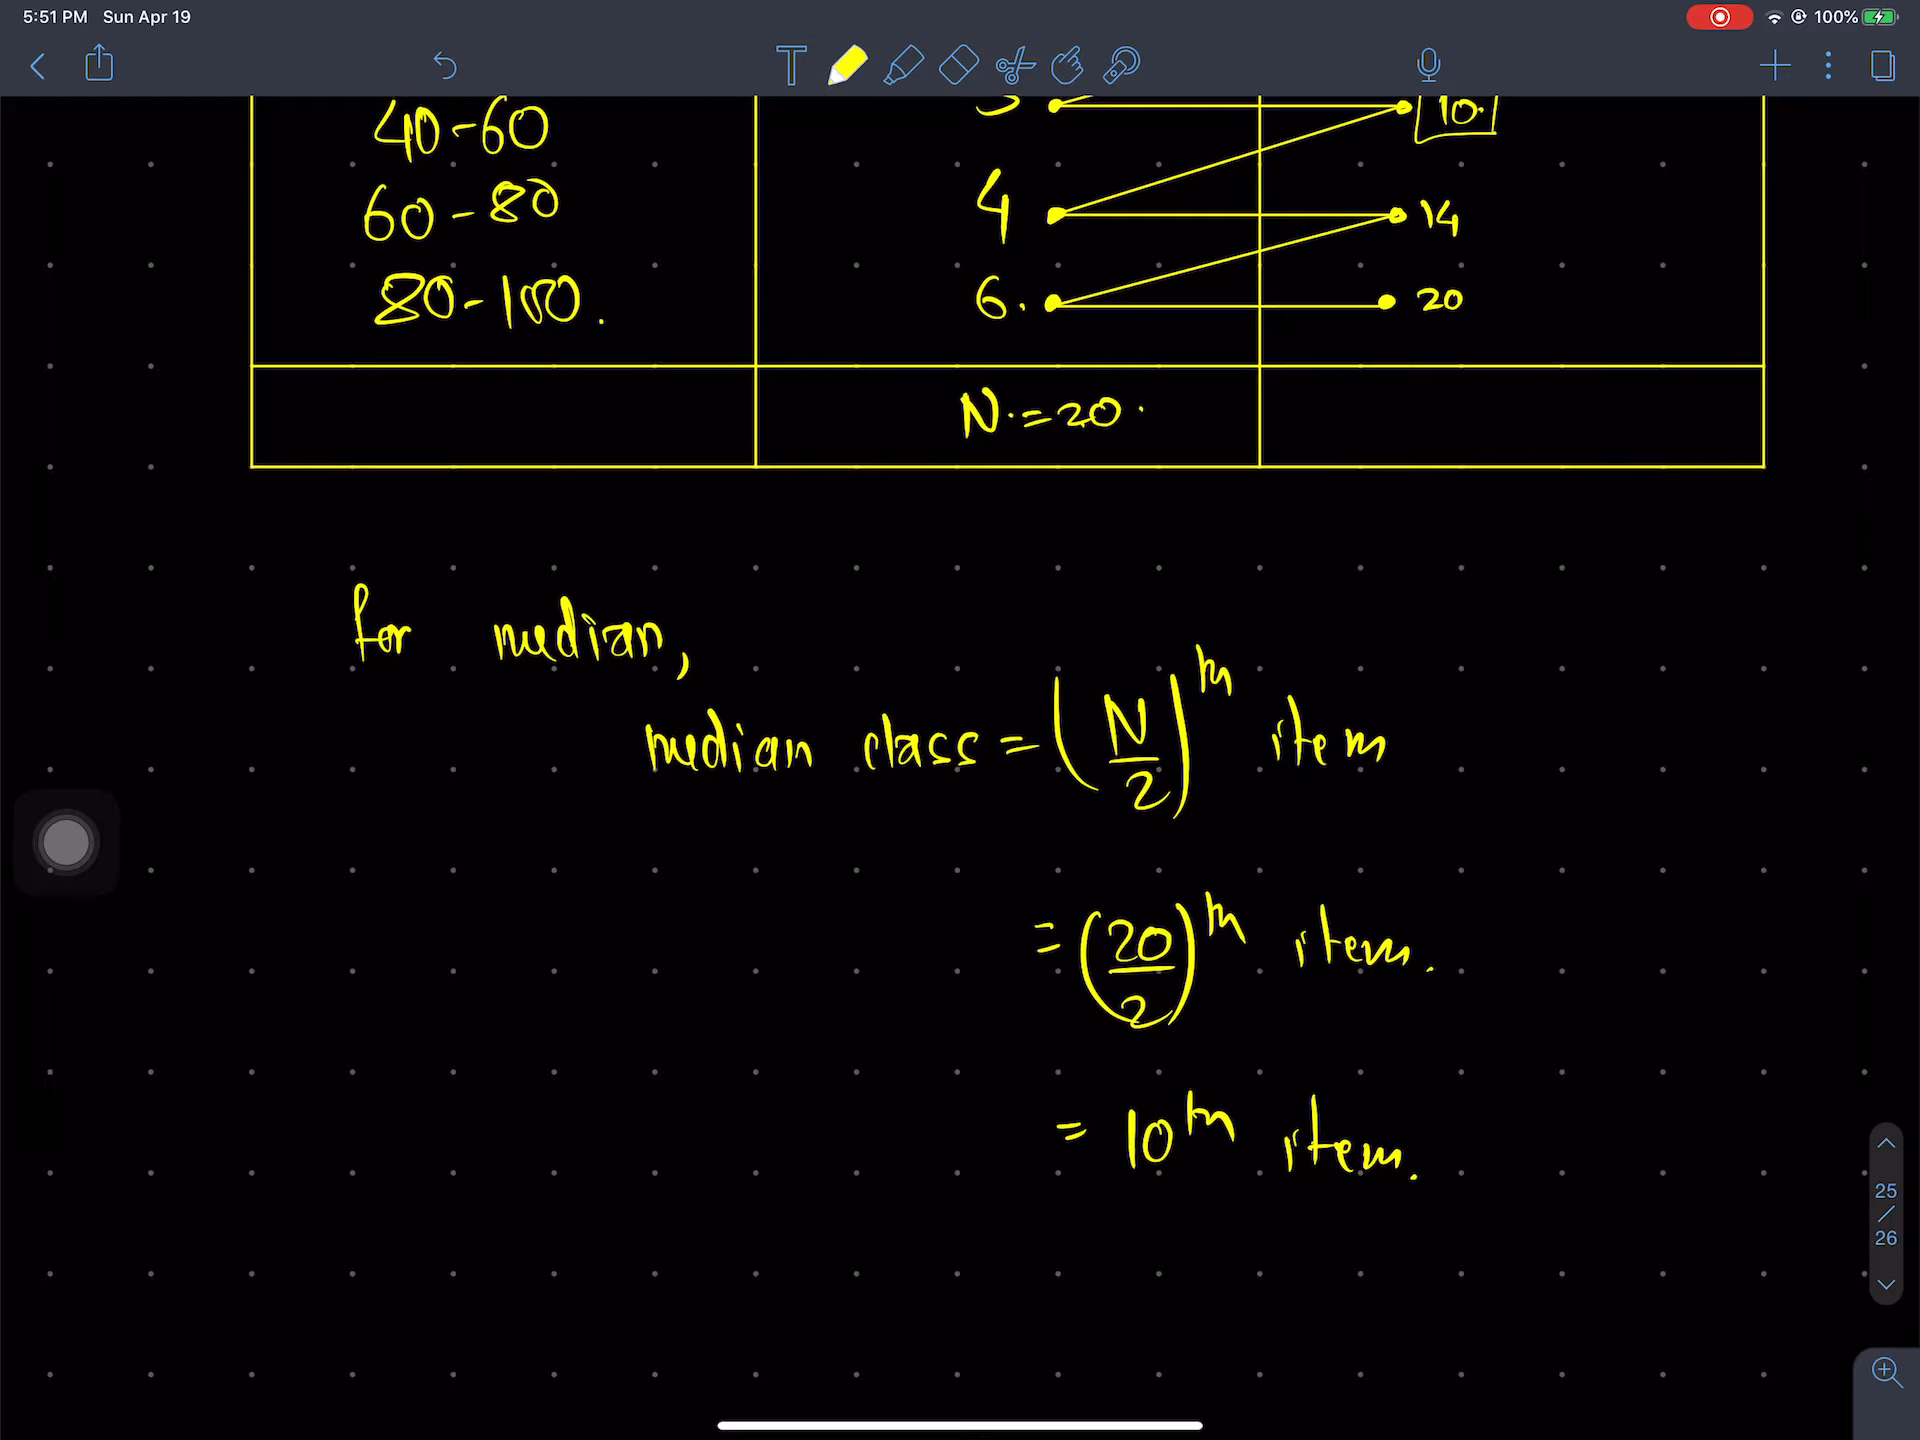 5:51 PM Sun Apr 19
100%
40-60 10.
60-80 4 14
80-100. 6. 20
N.=20.
for median,
median class = (N/2)th item
= (20/2)th item.
= 10th item.
25
/
26